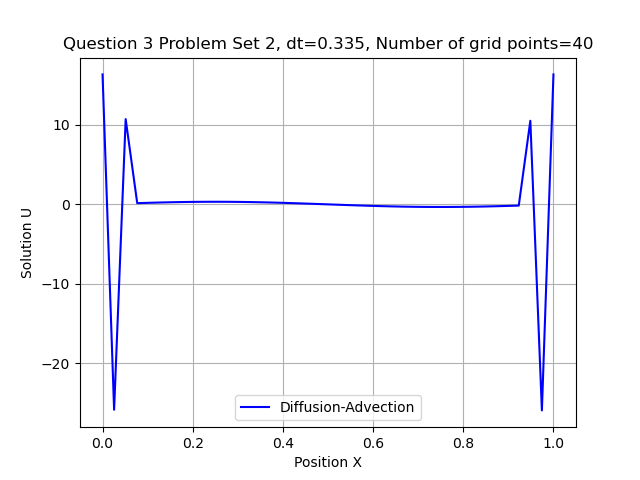 Question 3 Problem Set 2, dt=0.335, Number of grid points=40
Solution U
10
0
−10
−20
Diffusion-Advection
0.0 0.2 0.4 0.6 0.8 1.0
Position X